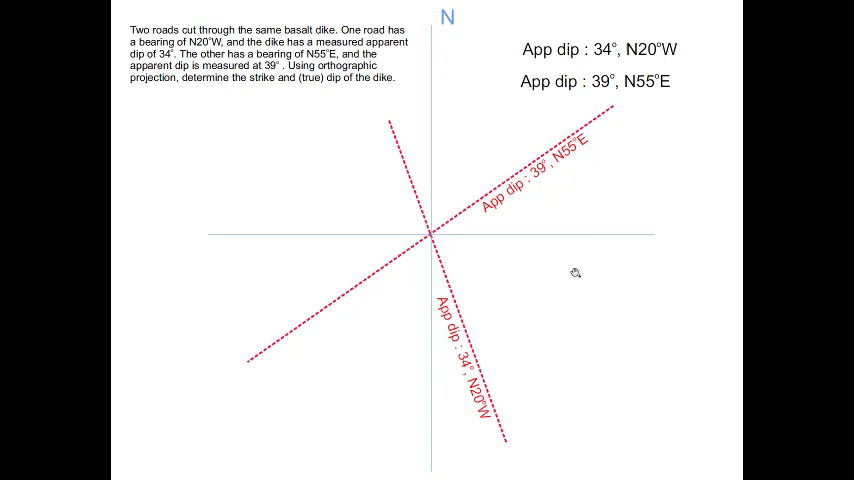 N
Two roads cut through the same basalt dike. One road has
a bearing of N20°W, and the dike has a measured apparent
dip of 34°. The other has a bearing of N55°E, and the
apparent dip is measured at 39° . Using orthographic
projection, determine the strike and (true) dip of the dike.
App dip : 34°, N20°W
App dip : 39°, N55°E
App dip : 39°, N55°E
App dip : 34°, N20°W